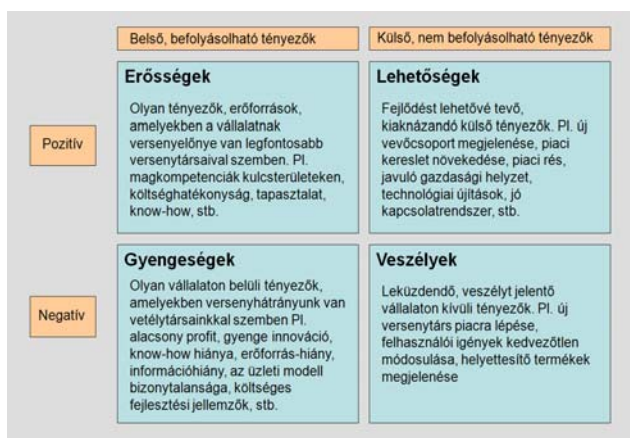 Belső, befolyásolható tényezők
Külső, nem befolyásolható tényezők
Pozitív
Erősségek
Olyan tényezők, erőforrások,
amelyekben a vállalatnak
versenyelőnye van legfontosabb
versenytársaival szemben. Pl.
magkompetenciák kulcsterületeken,
költséghatékonyság, tapasztalat,
know-how, stb.
Lehetőségek
Fejlődést lehetővé tevő,
kiaknázandó külső tényezők. Pl. új
vevőcsoport megjelenése, piaci
kereslet növekedése, piaci rés,
javuló gazdasági helyzet,
technológiai újítások, jó
kapcsolatrendszer, stb.
Negatív
Gyengeségek
Olyan vállalaton belüli tényezők,
amelyekben versenyhátrányunk van
vetélytársainkkal szemben Pl.
alacsony profit, gyenge innováció,
know-how hiánya, erőforrás-hiány,
információhiány, az üzleti modell
bizonytalansága, költséges
fejlesztési jellemzők, stb.
Veszélyek
Leküzdendő, veszélyt jelentő
vállalaton kívüli tényezők. Pl. új
versenytárs piacra lépése,
felhasználói igények kedvezőtlen
módosulása, helyettesítő termékek
megjelenése